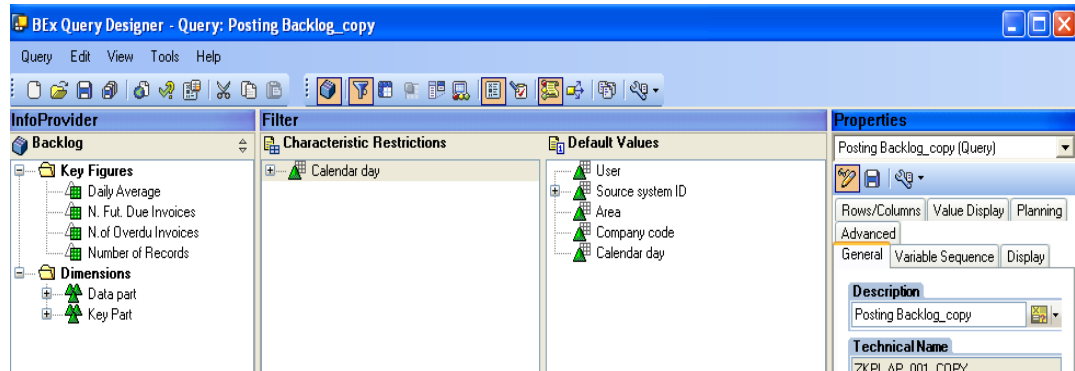 BEx Query Designer - Query: Posting Backlog_copy
Query Edit View Tools Help
InfoProvider
Backlog
Key Figures
Daily Average
N. Fut. Due Invoices
N.of Overdu Invoices
Number of Records
Dimensions
Data part
Key Part
Filter
Characteristic Restrictions
Calendar day
Default Values
User
Source system ID
Area
Company code
Calendar day
Properties
Posting Backlog_copy (Query)
Rows/Columns Value Display Planning
Advanced
General Variable Sequence Display
Description
Posting Backlog_copy
Technical Name